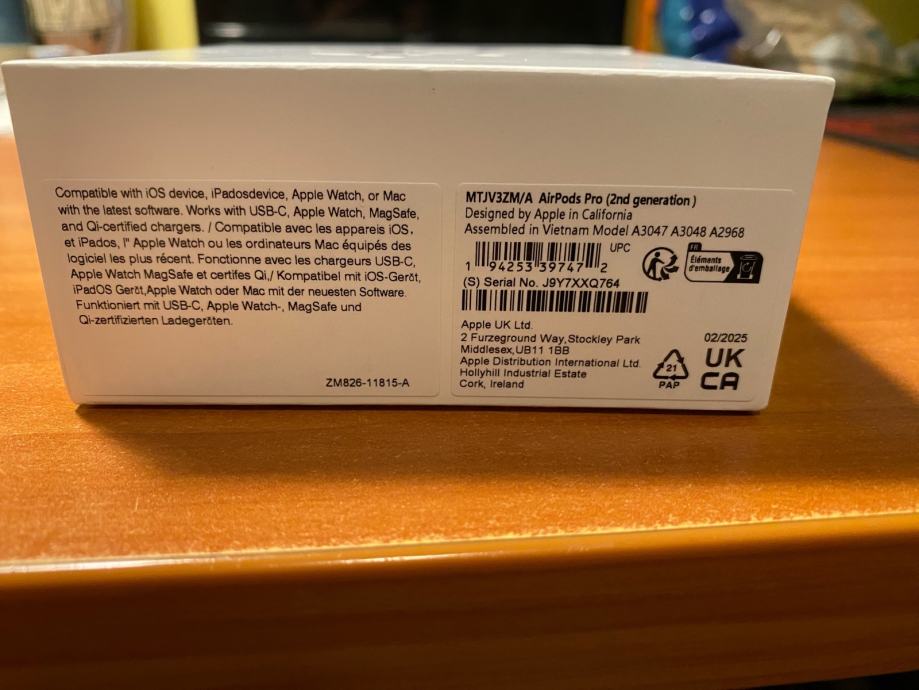 Compatible with iOS device, iPadosdevice, Apple Watch, or Mac
with the latest software. Works with USB-C, Apple Watch, MagSafe,
and Qi-certified chargers. / Compatible avec les appareis iOS,
et iPados, l" Apple Watch ou les ordinateurs Mac équipés des
logiciel les plus récent. Fonctionne avec les chargeurs USB-C,
Apple Watch MagSafe et certifes Qi,/ Kompatibel mit iOS-Geröt,
iPadOS Geröt,Apple Watch oder Mac mit der neuesten Software.
Funktioniert mit USB-C, Apple Watch-, MagSafe und
Qi-zertifizierten Ladegeröten.
ZM826-11815-A
MTJV3ZM/A AirPods Pro (2nd generation )
Designed by Apple in California
Assembled in Vietnam Model A3047 A3048 A2968
UPC
1 94253 39747 2
FR
Éléments
d'emballage
(S) Serial No. J9Y7XXQ764
Apple UK Ltd.
2 Furzeground Way,Stockley Park
Middlesex,UB11 1BB
Apple Distribution International Ltd.
Hollyhill Industrial Estate
Cork, Ireland
21
PAP
02/2025
UK
CA